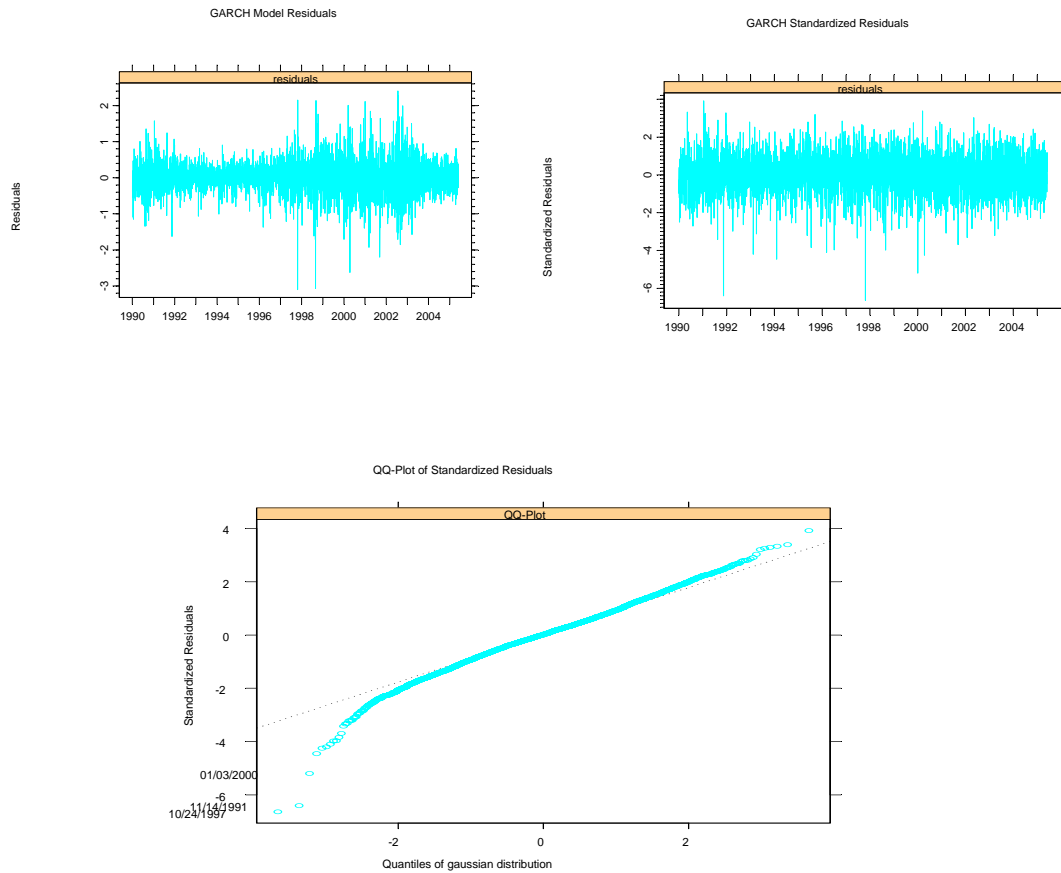 GARCH Model Residuals
residuals
Residuals
2
1
0
-1
-2
-3
1990 1992 1994 1996 1998 2000 2002 2004
GARCH Standardized Residuals
residuals
Standardized Residuals
2
0
-2
-4
-6
1990 1992 1994 1996 1998 2000 2002 2004
QQ-Plot of Standardized Residuals
QQ-Plot
Standardized Residuals
4
2
0
-2
-4
-6
01/03/2000
11/14/1991
10/24/1997
-2 0 2
Quantiles of gaussian distribution